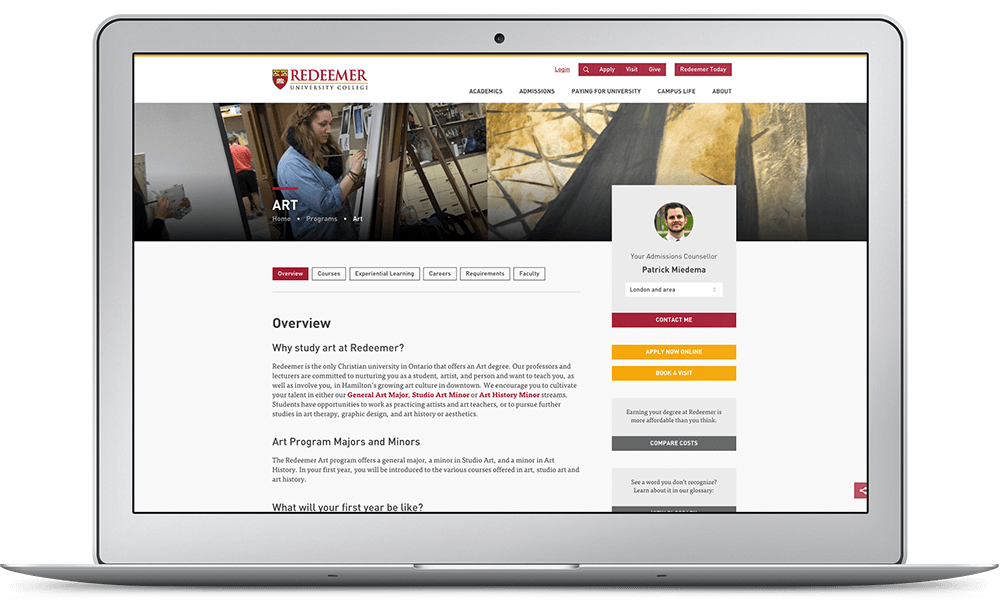 Login
Apply Visit Give
Redeemer Today
REDEEMER
UNIVERSITY COLLEGE
ACADEMICS ADMISSIONS PAYING FOR UNIVERSITY CAMPUS LIFE ABOUT
ART
Home • Programs • Art
Overview Courses Experiential Learning Careers Requirements Faculty
Overview
Why study art at Redeemer?
Redeemer is the only Christian university in Ontario that offers an Art degree. Our professors and
lecturers are committed to nurturing you as a student, artist, and person and want to teach you, as
well as involve you, in Hamilton's growing art culture in downtown. We encourage you to cultivate
your talent in either our General Art Major, Studio Art Minor or Art History Minor streams.
Students have opportunities to work as practicing artists and art teachers, or to pursue further
studies in art therapy, graphic design, and art history or aesthetics.
Art Program Majors and Minors
The Redeemer Art program offers a general major, a minor in Studio Art, and a minor in Art
History. In your first year, you will be introduced to the various courses offered in art, studio art and
art history.
What will your first year be like?
Your Admissions Counsellor
Patrick Miedema
London and area
CONTACT ME
APPLY NOW ONLINE
BOOK A VISIT
Earning your degree at Redeemer is
more affordable than you think.
COMPARE COSTS
See a word you don't recognize?
Learn about it in our glossary: